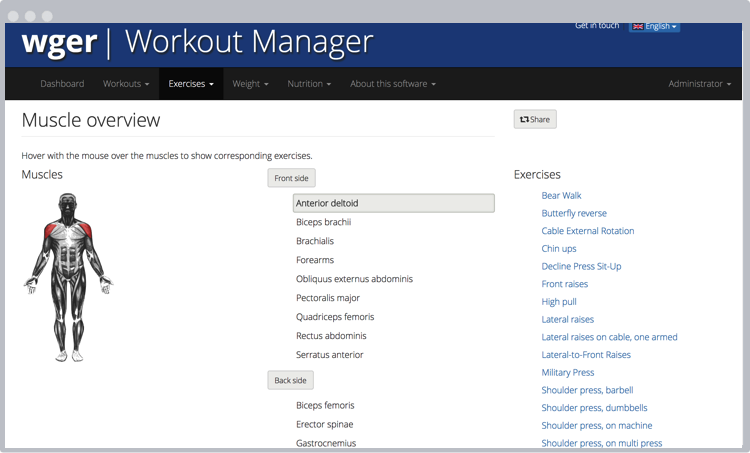 Get in touch English
wger | Workout Manager
Dashboard Workouts Exercises Weight Nutrition About this software Administrator
Muscle overview
Share
Hover with the mouse over the muscles to show corresponding exercises.
Muscles
Front side
Anterior deltoid
Biceps brachii
Brachialis
Forearms
Obliquus externus abdominis
Pectoralis major
Quadriceps femoris
Rectus abdominis
Serratus anterior
Back side
Biceps femoris
Erector spinae
Gastrocnemius
Exercises
Bear Walk
Butterfly reverse
Cable External Rotation
Chin ups
Decline Press Sit-Up
Front raises
High pull
Lateral raises
Lateral raises on cable, one armed
Lateral-to-Front Raises
Military Press
Shoulder press, barbell
Shoulder press, dumbbells
Shoulder press, on machine
Shoulder press, on multi press